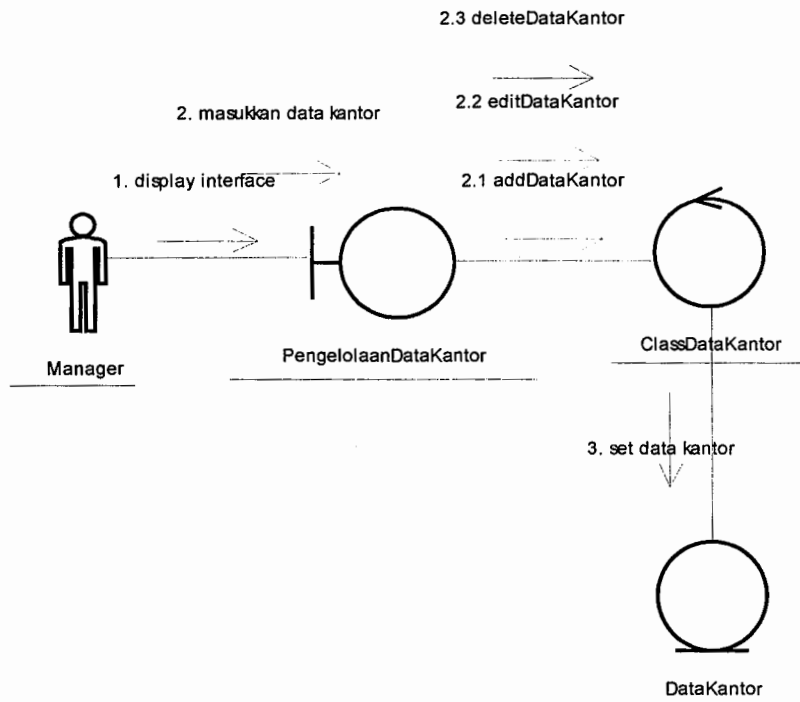 2.3 deleteDataKantor
2.2 editDataKantor
2. masukkan data kantor
1. display interface
2.1 addDataKantor
Manager
PengelolaanDataKantor
ClassDataKantor
3. set data kantor
DataKantor